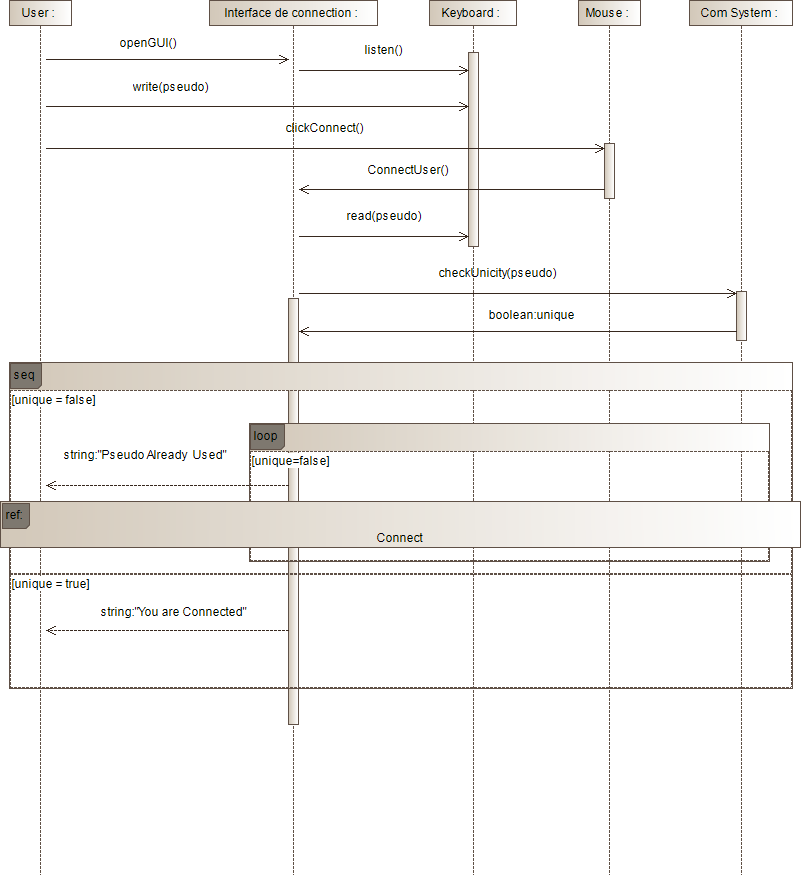 User :
Interface de connection :
Keyboard :
Mouse :
Com System :
openGUI()
listen()
write(pseudo)
clickConnect()
ConnectUser()
read(pseudo)
checkUnicity(pseudo)
boolean:unique
seq
[unique = false]
loop
string:"Pseudo Already Used"
[unique=false]
ref:
Connect
[unique = true]
string:"You are Connected"